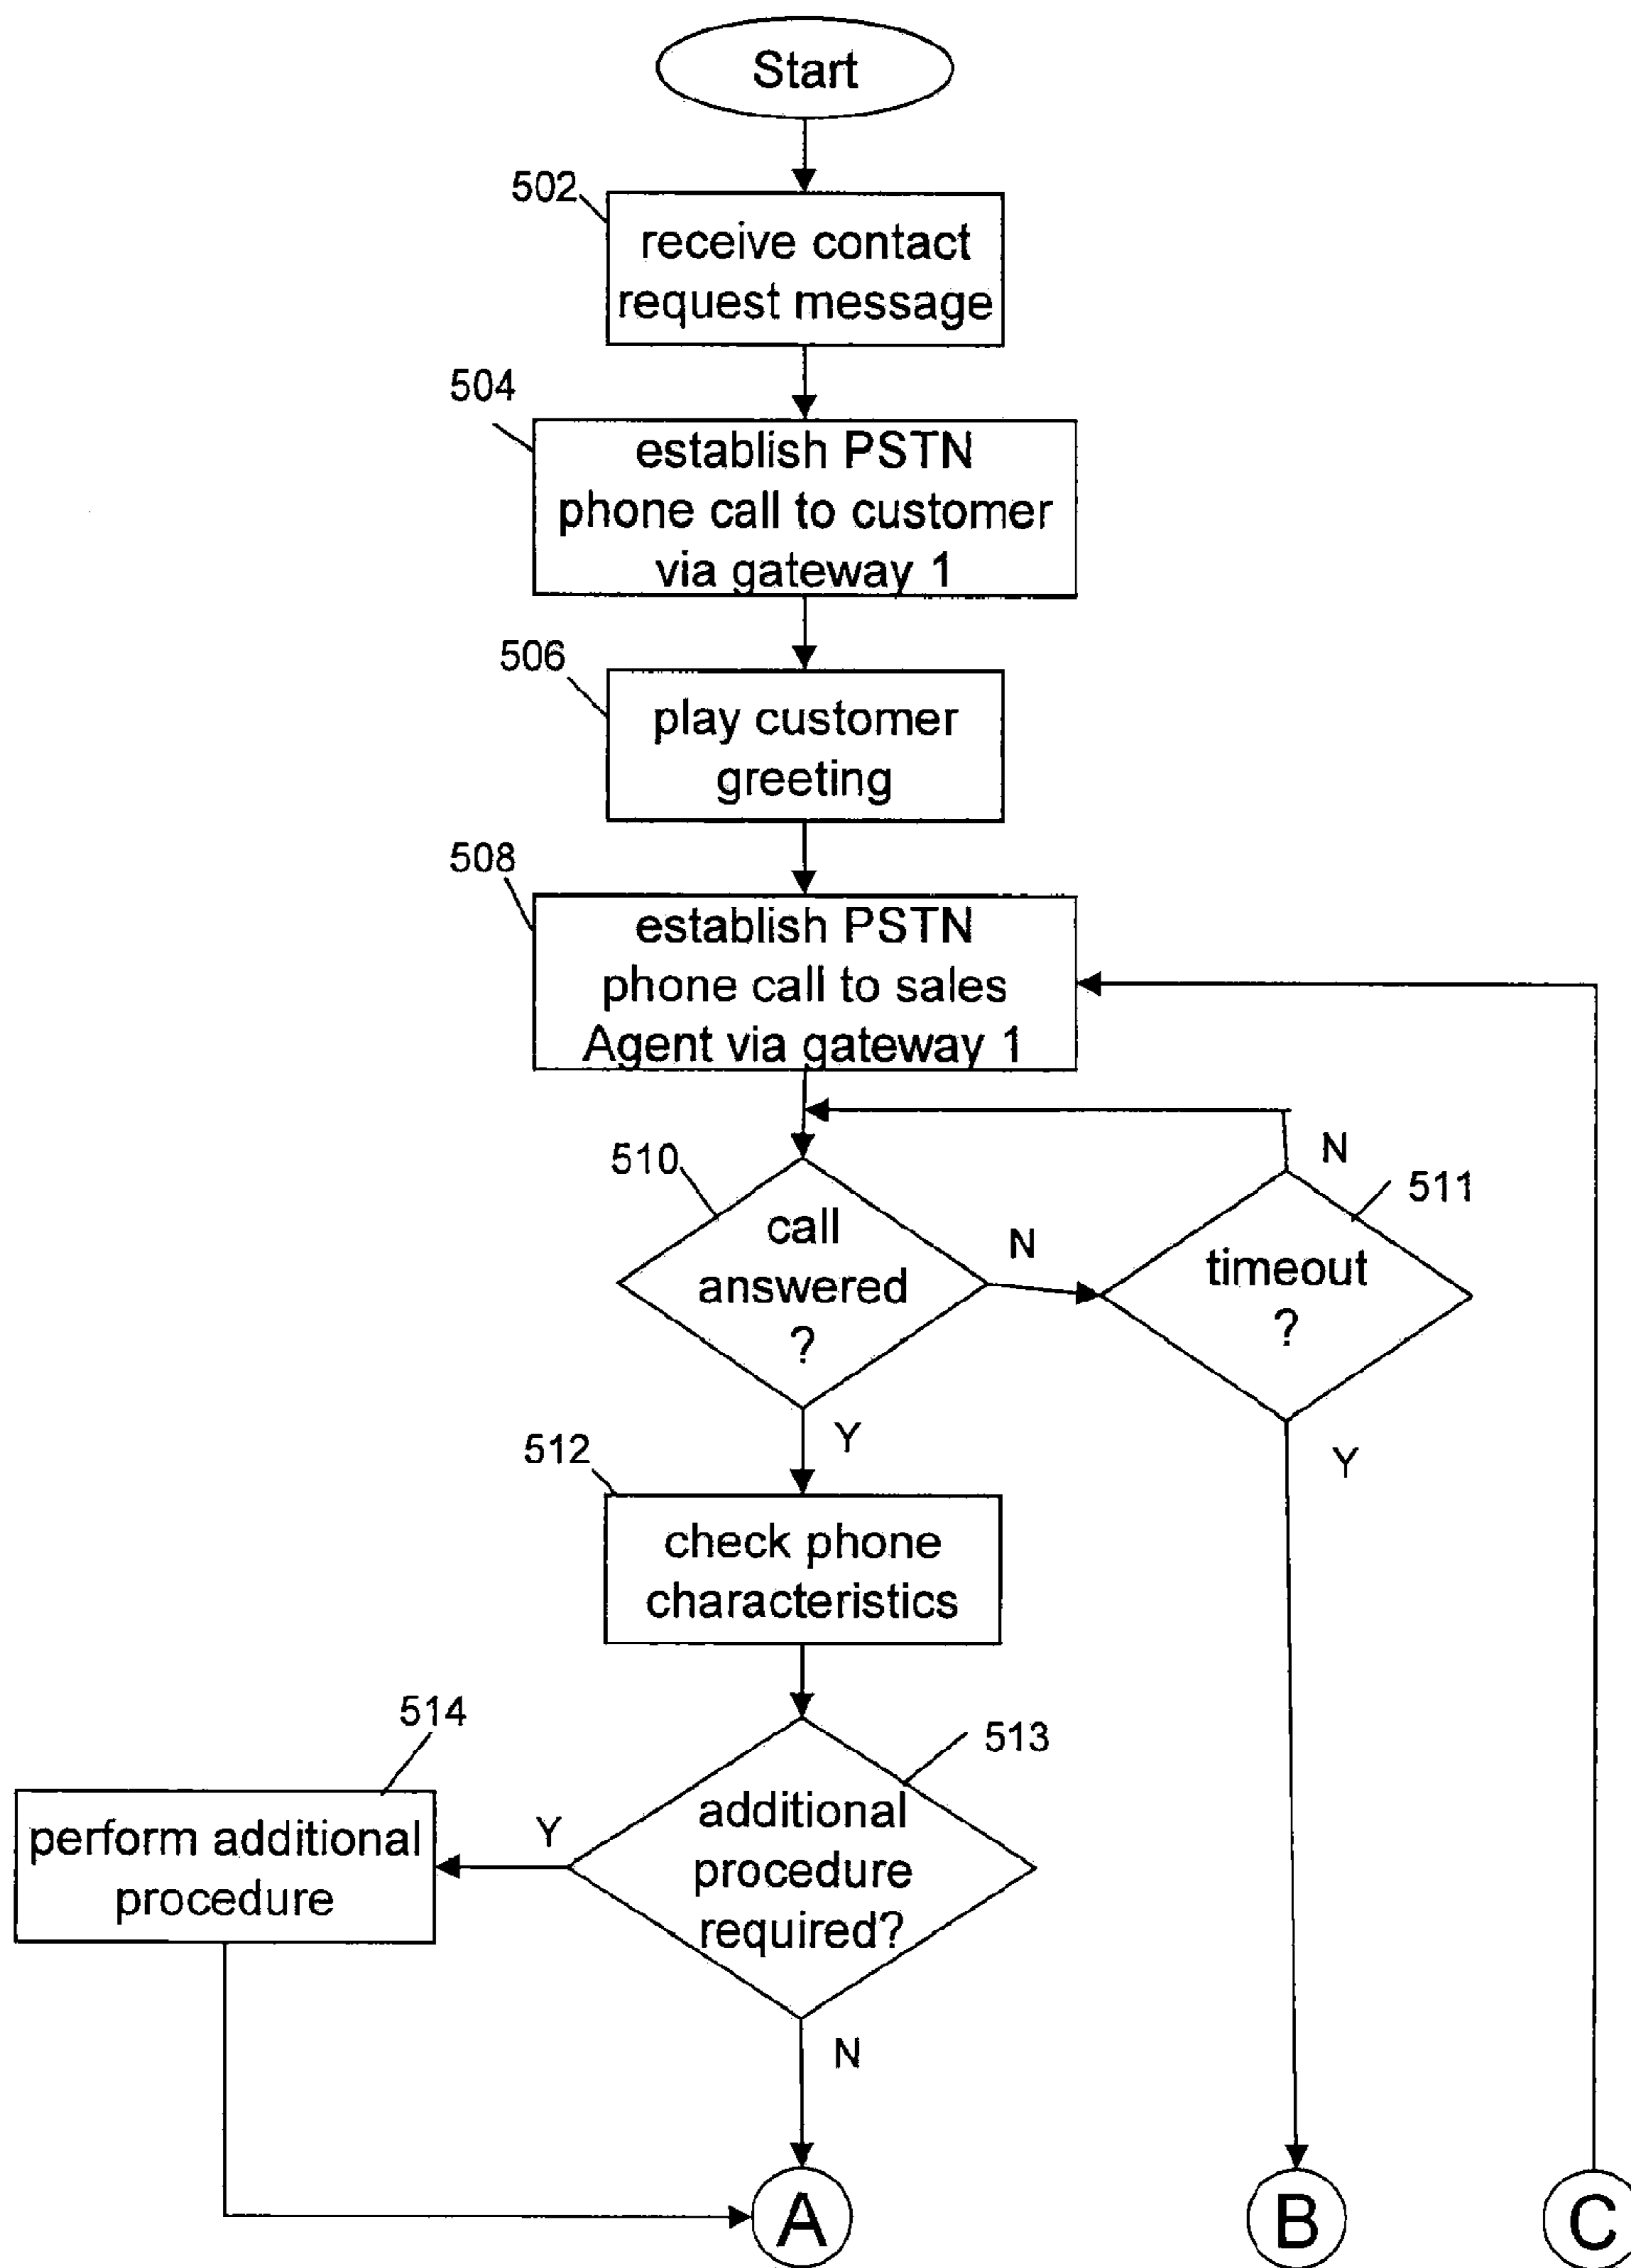 Start
502
receive contact
request message
504
establish PSTN
phone call to customer
via gateway 1
506
play customer
greeting
508
establish PSTN
phone call to sales
Agent via gateway 1
N
510
call
answered
?
N
511
timeout
?
Y
Y
512
check phone
characteristics
514
perform additional
procedure
Y
513
additional
procedure
required?
N
A
B
C